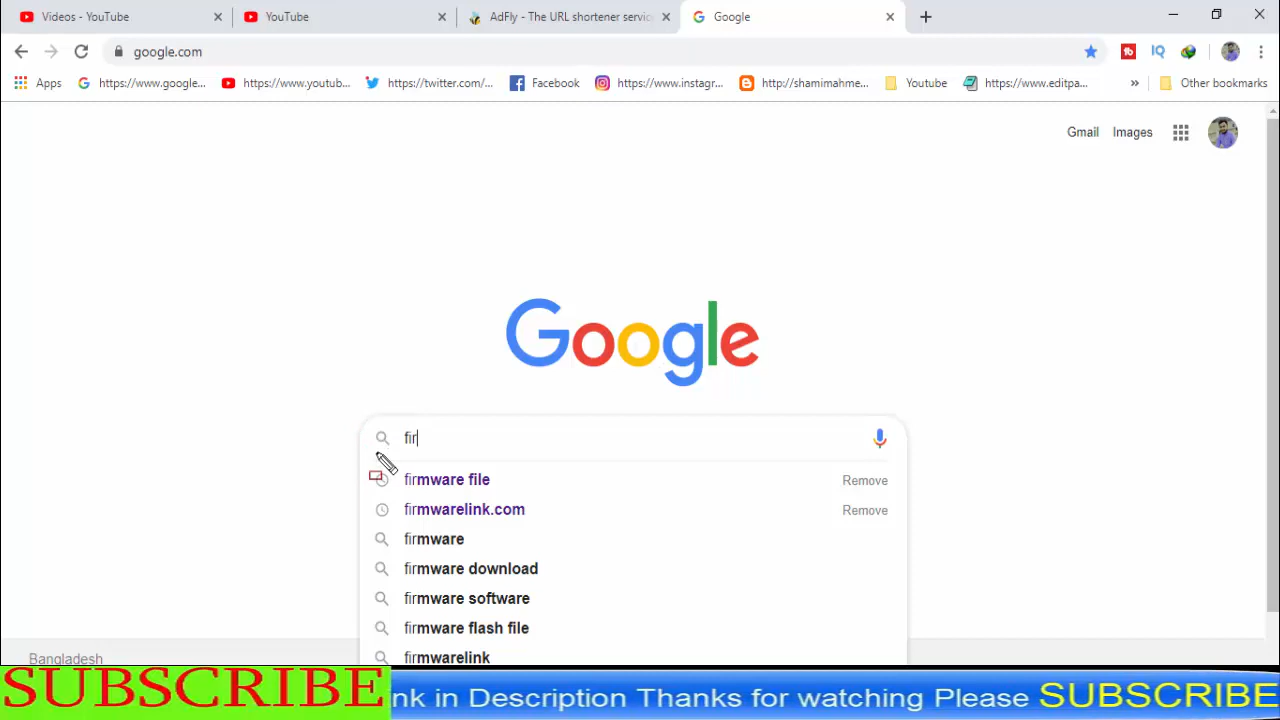 Videos - YouTube
YouTube
AdFly - The URL shortener servic
Google
google.com
Apps
https://www.google...
https://www.youtub...
https://twitter.com/...
Facebook
https://www.instagr...
http://shamimahme...
Youtube
https://www.editpa...
»
Other bookmarks
IQ
Gmail
Images
Google
fir
firmware file
Remove
firmwarelink.com
Remove
firmware
firmware download
firmware software
firmware flash file
firmwarelink
Bangladesh
SUBSCRIBE
nk in Description Thanks for watching Please SUBSCRIBE